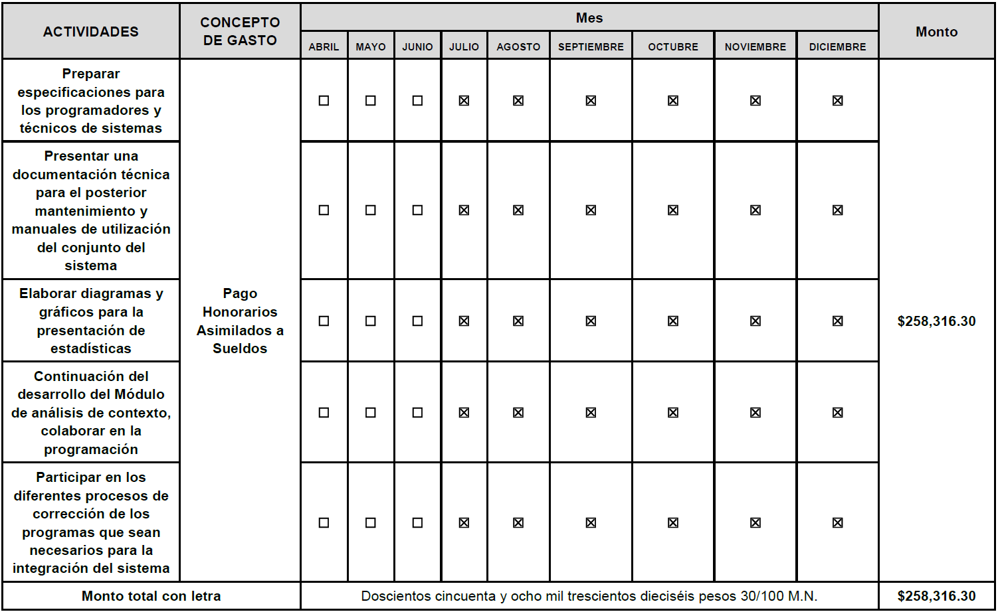 ACTIVIDADES
CONCEPTO
DE GASTO
Mes
Monto
ABRIL
MAYO
JUNIO
JULIO
AGOSTO
SEPTIEMBRE
OCTUBRE
NOVIEMBRE
DICIEMBRE
Preparar
especificaciones para
los programadores y
técnicos de sistemas
☐ ☐ ☐ ☒ ☒ ☒ ☒ ☒ ☒
Presentar una
documentación técnica
para el posterior
mantenimiento y
manuales de utilización
del conjunto del
sistema
☐ ☐ ☐ ☒ ☒ ☒ ☒ ☒ ☒
Elaborar diagramas y
gráficos para la
presentación de
estadísticas
☐ ☐ ☐ ☒ ☒ ☒ ☒ ☒ ☒
Continuación del
desarrollo del Módulo
de análisis de contexto,
colaborar en la
programación
☐ ☐ ☐ ☒ ☒ ☒ ☒ ☒ ☒
Participar en los
diferentes procesos de
corrección de los
programas que sean
necesarios para la
integración del sistema
☐ ☐ ☐ ☒ ☒ ☒ ☒ ☒ ☒
Pago
Honorarios
Asimilados a
Sueldos
$258,316.30
Monto total con letra
Doscientos cincuenta y ocho mil trescientos dieciséis pesos 30/100 M.N.
$258,316.30